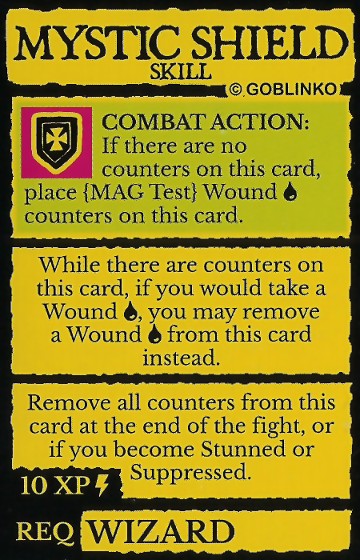 MYSTIC SHIELD
SKILL
© GOBLINKO
COMBAT ACTION:
If there are no
counters on this card,
place {MAG Test} Wound
counters on this card.
While there are counters on
this card, if you would take a
Wound , you may remove
a Wound from this card
instead.
Remove all counters from this
card at the end of the fight, or
if you become Stunned or
Suppressed.
10 XP
REQ WIZARD